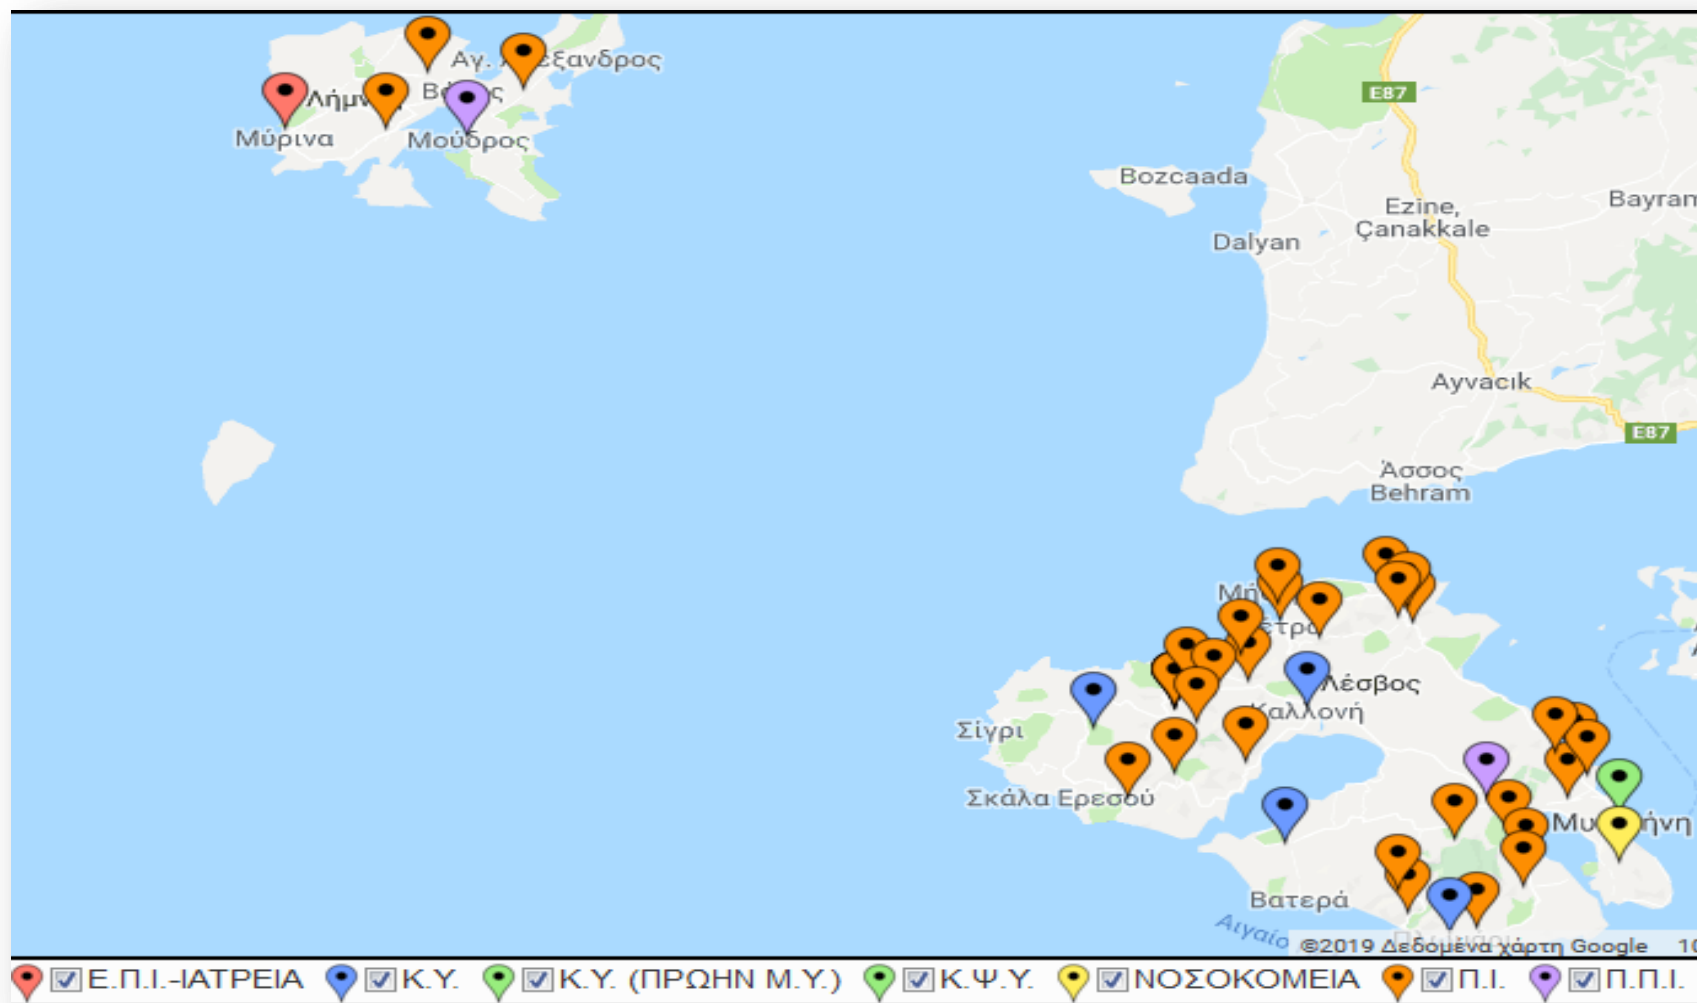 Αγ. Αλέξανδρος
E87
Λήμνος
Μύρινα
Μούδρος
Bozcaada
Ezine,
Çanakkale
Dalyan
Ayvacık
E87
Άσσος
Behram
Λέσβος
Καλλονή
Σίγρι
Σκάλα Ερεσού
Μυτιλήνη
Βατερά
Αιγαίο
©2019 Δεδομένα χάρτη Google
Ε.Π.Ι.-ΙΑΤΡΕΙΑ Κ.Υ. Κ.Υ. (ΠΡΩΗΝ Μ.Υ.) Κ.Ψ.Υ. ΝΟΣΟΚΟΜΕΙΑ Π.Ι. Π.Π.Ι.